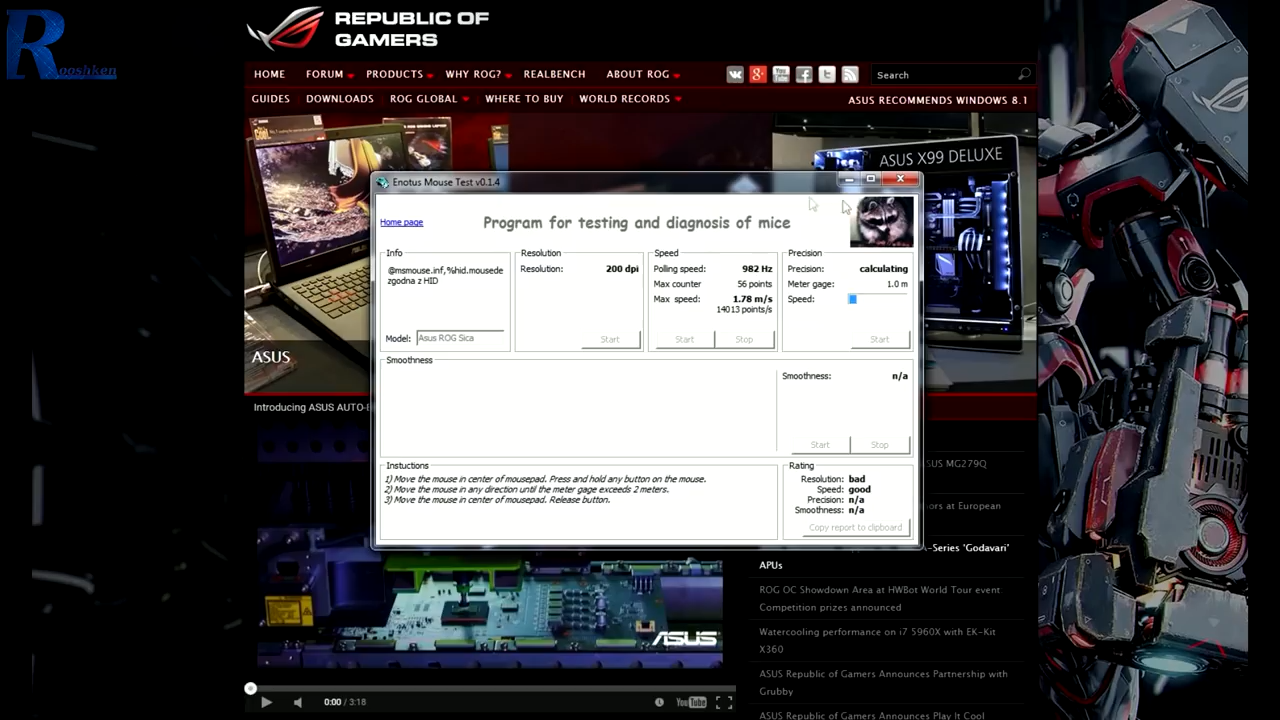 Rooshken
REPUBLIC OF
GAMERS
HOME
FORUM
PRODUCTS
WHY ROG?
REALBENCH
ABOUT ROG
Search
GUIDES
DOWNLOADS
ROG GLOBAL
WHERE TO BUY
WORLD RECORDS
ASUS RECOMMENDS WINDOWS 8.1
ASUS X99 DELUXE
Enotus Mouse Test v0.1.4
Home page
Program for testing and diagnosis of mice
Info
@msmouse.inf,%hid.mousede
zgodna z HID
Model: Asus ROG Sica
Resolution
Resolution: 200 dpi
Start
Speed
Polling speed: 982 Hz
Max counter 56 points
Max speed: 1.78 m/s
14013 points/s
Start Stop
Precision
Precision: calculating
Meter gage: 1.0 m
Speed:
Start
ASUS
Smoothness
Smoothness: n/a
Start Stop
Introducing ASUS AUTO-
Instuctions
1) Move the mouse in center of mousepad. Press and hold any button on the mouse.
2) Move the mouse in any direction until the meter gage exceeds 2 meters.
3) Move the mouse in center of mousepad. Release button.
Rating
Resolution: bad
Speed: good
Precision: n/a
Smoothness: n/a
Copy report to clipboard
SUS MG279Q
ors at European
-Series 'Godavari'
APUs
ROG OC Showdown Area at HWBot World Tour event
Competition prizes announced
Watercooling performance on i7 5960X with EK-Kit
X360
ASUS Republic of Gamers Announces Partnership with
Grubby
ASUS Republic of Gamers Announces Play It Cool
ASUS
0:00 / 3:18
YouTube